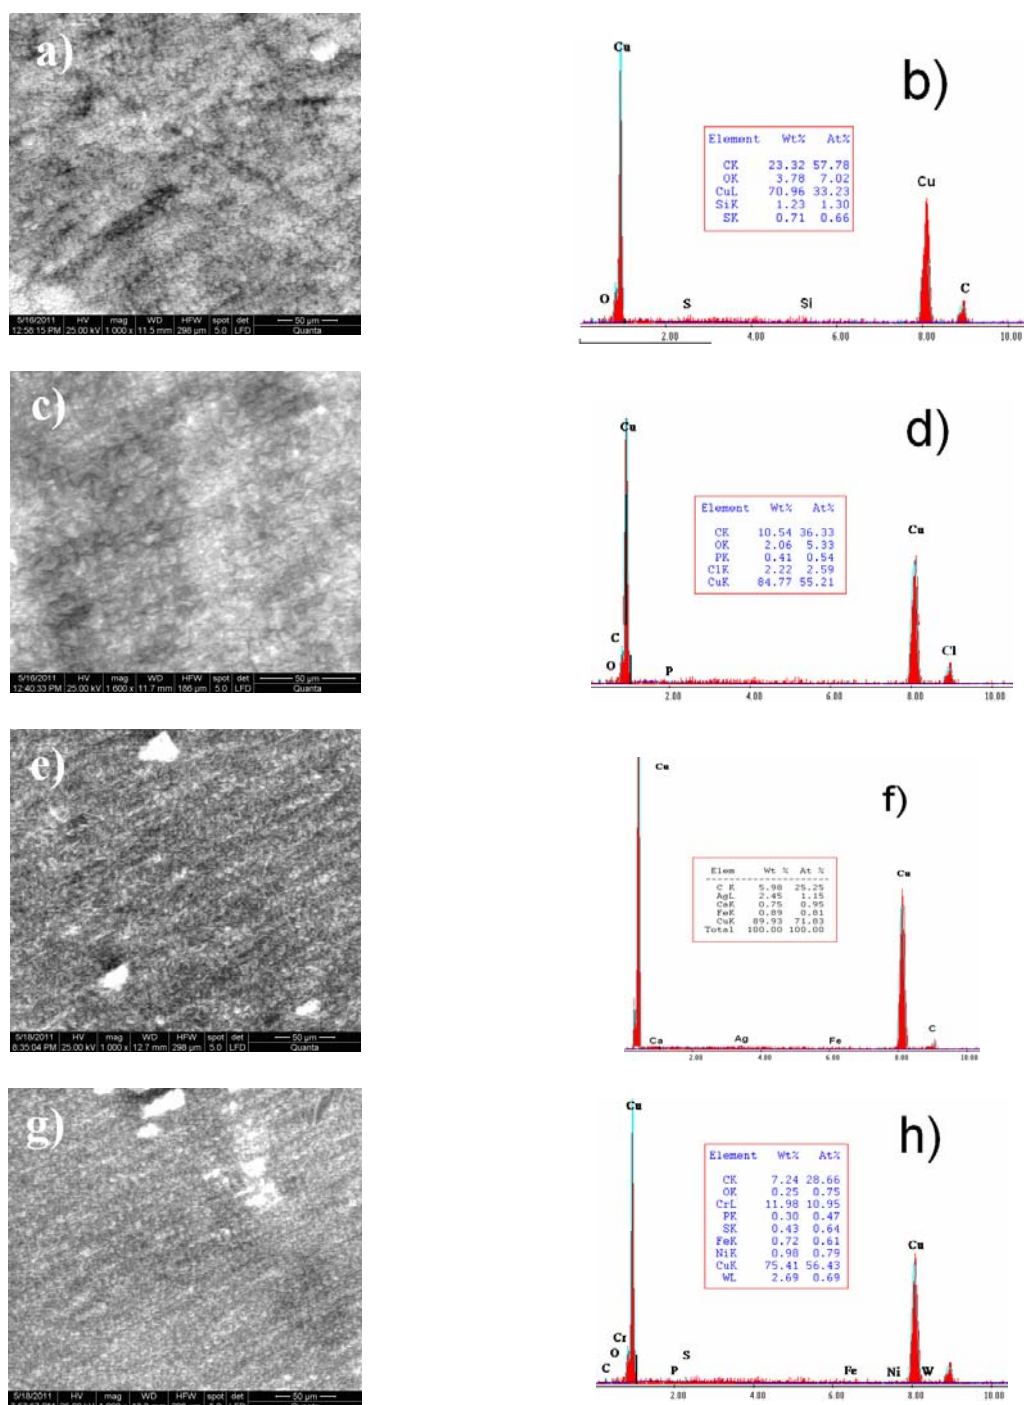 a)
5/16/2011 HV mag WD HFW spot det 50 µm
12:58:15 PM 25.00 kV 1 000 x 11.5 mm 298 µm 5.0 LFD Quanta
b)
Cu
Element Wt% At%
CK 23.32 57.78
OK 3.78 7.02
CuL 70.96 33.23
SiK 1.23 1.30
SK 0.71 0.66
Cu
O S Si C
2.00 4.00 6.00 8.00 10.00
c)
5/16/2011 HV mag WD HFW spot det 50 µm
12:40:33 PM 25.00 kV 1 600 x 11.7 mm 186 µm 5.0 LFD Quanta
d)
Cu
Element Wt% At%
CK 10.54 36.33
OK 2.06 5.33
PK 0.41 0.54
ClK 2.22 2.59
CuK 84.77 55.21
Cu
C
O P Cl
2.00 4.00 6.00 8.00 10.00
e)
5/18/2011 HV mag WD HFW spot det 50 µm
8:35:04 PM 25.00 kV 1 000 x 12.7 mm 298 µm 5.0 LFD Quanta
f)
Cu
Elem Wt % At %
C K 5.98 25.25
AgL 2.45 1.15
CaK 0.75 0.95
FeK 0.89 0.81
CuK 89.93 71.83
Total 100.00 100.00
Cu
Ca Ag Fe C
2.00 4.00 6.00 8.00 10.00
g)
5/18/2011 HV mag WD HFW spot det 50 µm
h)
Cu
Element Wt% At%
CK 7.24 28.66
OK 0.25 0.75
CrL 11.98 10.95
PK 0.30 0.47
SK 0.43 0.64
FeK 0.72 0.61
NiK 0.98 0.79
CuK 75.41 56.43
WL 2.69 0.69
Cu
Cr
O S
C P Fe Ni W
2.00 4.00 6.00 8.00 10.00